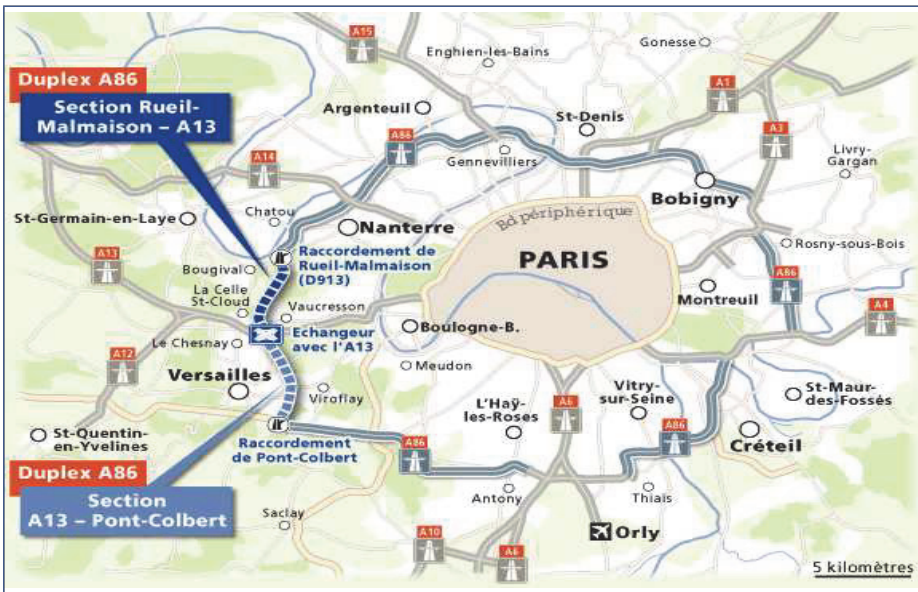 A15
Enghien-les-Bains
Gonesse
Duplex A86
Section Rueil-
Malmaison – A13
Argenteuil
A86
St-Denis
A1
A3
Livry-
Gargan
Gennevilliers
A14
Bobigny
St-Germain-en-Laye
Chatou
Nanterre
Bd périphérique
Rosny-sous-Bois
A13
Bougival
Raccordement de
Rueil-Malmaison
(D913)
PARIS
A86
Montreuil
La Celle
St-Cloud
Vaucresson
A4
Echangeur
avec l'A13
Boulogne-B.
Le Chesnay
A12
Meudon
Versailles
Viroflay
L'Haÿ-
les-Roses
A6
Vitry-
sur-Seine
St-Maur-
des-Fossés
St-Quentin-
en-Yvelines
Raccordement
de Pont-Colbert
A86
A86
Créteil
Duplex A86
Section
A13 – Pont-Colbert
Antony
Thiais
Saclay
A10
A6
Orly
5 kilomètres